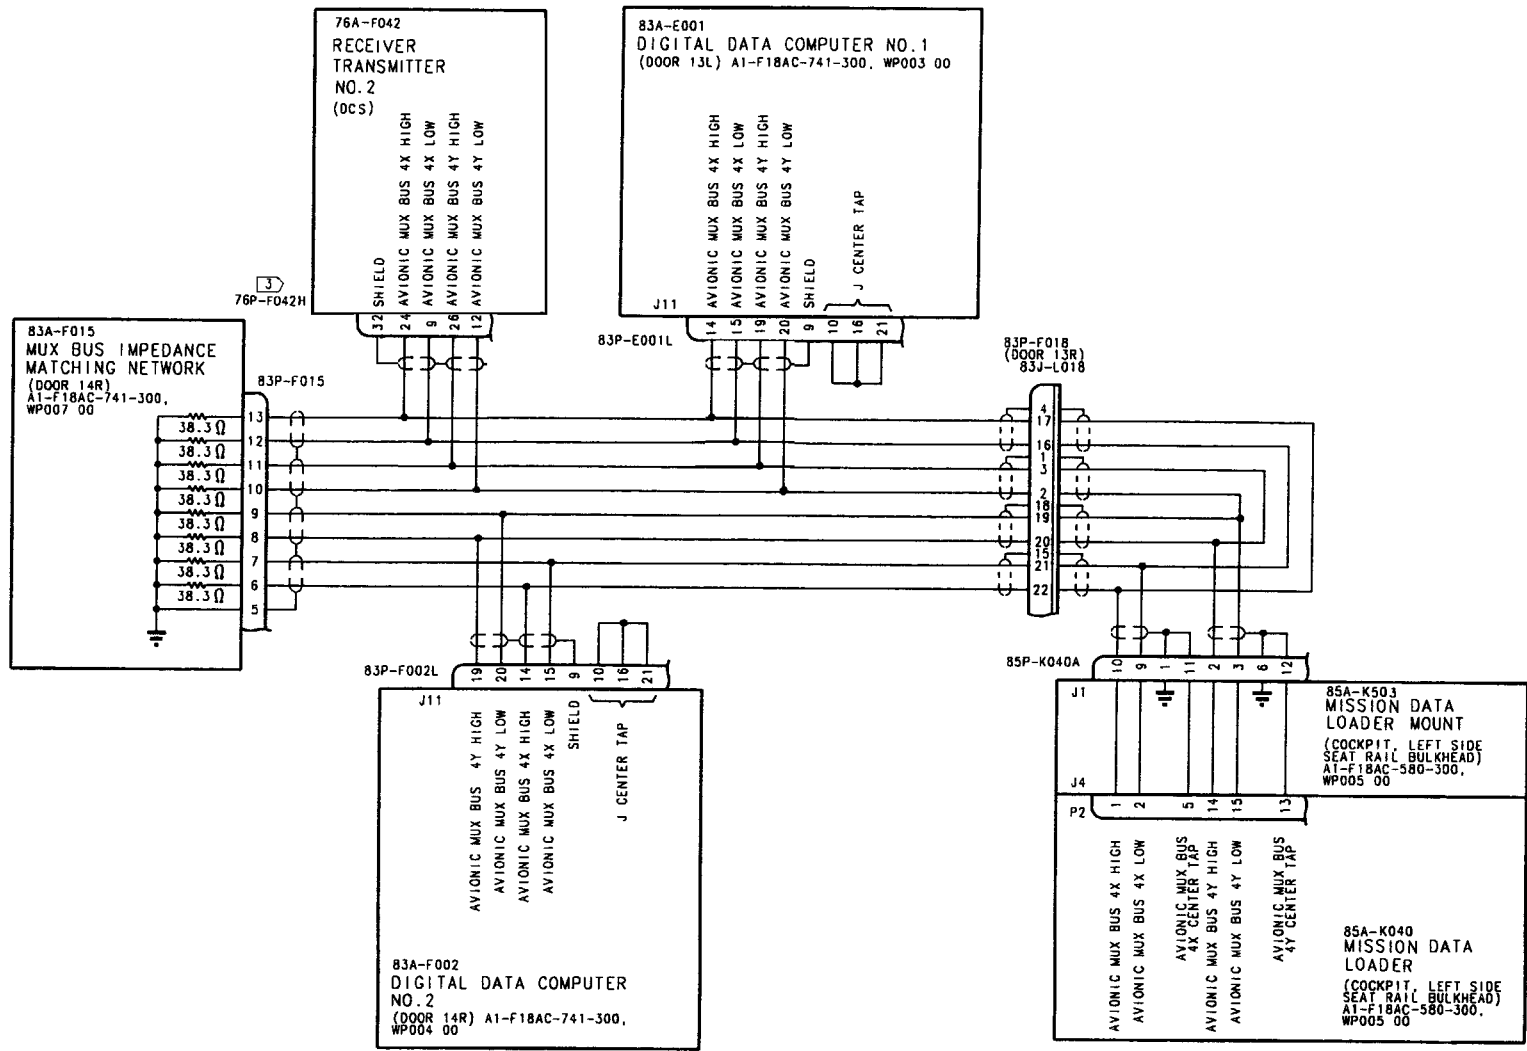 76A-F042
RECEIVER
TRANSMITTER
NO.2
(DCS)
SHIELD
AVIONIC MUX BUS 4X HIGH
AVIONIC MUX BUS 4X LOW
AVIONIC MUX BUS 4Y HIGH
AVIONIC MUX BUS 4Y LOW
3
76P-F042H
32 24 9 26 12
83A-E001
DIGITAL DATA COMPUTER NO.1
(DOOR 13L) A1-F18AC-741-300, WP003 00
AVIONIC MUX BUS 4X HIGH
AVIONIC MUX BUS 4X LOW
AVIONIC MUX BUS 4Y HIGH
AVIONIC MUX BUS 4Y LOW
SHIELD
J CENTER TAP
J11
83P-E001L
14 15 19 20 9 10 16 21
83A-F015
MUX BUS IMPEDANCE
MATCHING NETWORK
(DOOR 14R)
A1-F18AC-741-300,
WP007 00
83P-F015
38.3Ω
38.3Ω
38.3Ω
38.3Ω
38.3Ω
38.3Ω
38.3Ω
38.3Ω
13
12
11
10
9
8
7
6
5
83P-F018
(DOOR 13R)
83J-L018
4
17
16
1
3
2
18
19
20
15
21
22
83P-F002L
19 20 14 15 9 10 16 21
J11
AVIONIC MUX BUS 4Y HIGH
AVIONIC MUX BUS 4Y LOW
AVIONIC MUX BUS 4X HIGH
AVIONIC MUX BUS 4X LOW
SHIELD
J CENTER TAP
83A-F002
DIGITAL DATA COMPUTER
NO.2
(DOOR 14R) A1-F18AC-741-300,
WP004 00
85P-K040A
10 9 1 11 2 3 6 12
J1
85A-K503
MISSION DATA
LOADER MOUNT
(COCKPIT, LEFT SIDE
SEAT RAIL BULKHEAD)
A1-F18AC-580-300,
WP005 00
J4
P2
1 2 5 14 15 13
AVIONIC MUX BUS 4X HIGH
AVIONIC MUX BUS 4X LOW
AVIONIC MUX BUS
4X CENTER TAP
AVIONIC MUX BUS 4Y HIGH
AVIONIC MUX BUS 4Y LOW
AVIONIC MUX BUS
4Y CENTER TAP
85A-K040
MISSION DATA
LOADER
(COCKPIT, LEFT SIDE
SEAT RAIL BULKHEAD)
A1-F18AC-580-300,
WP005 00